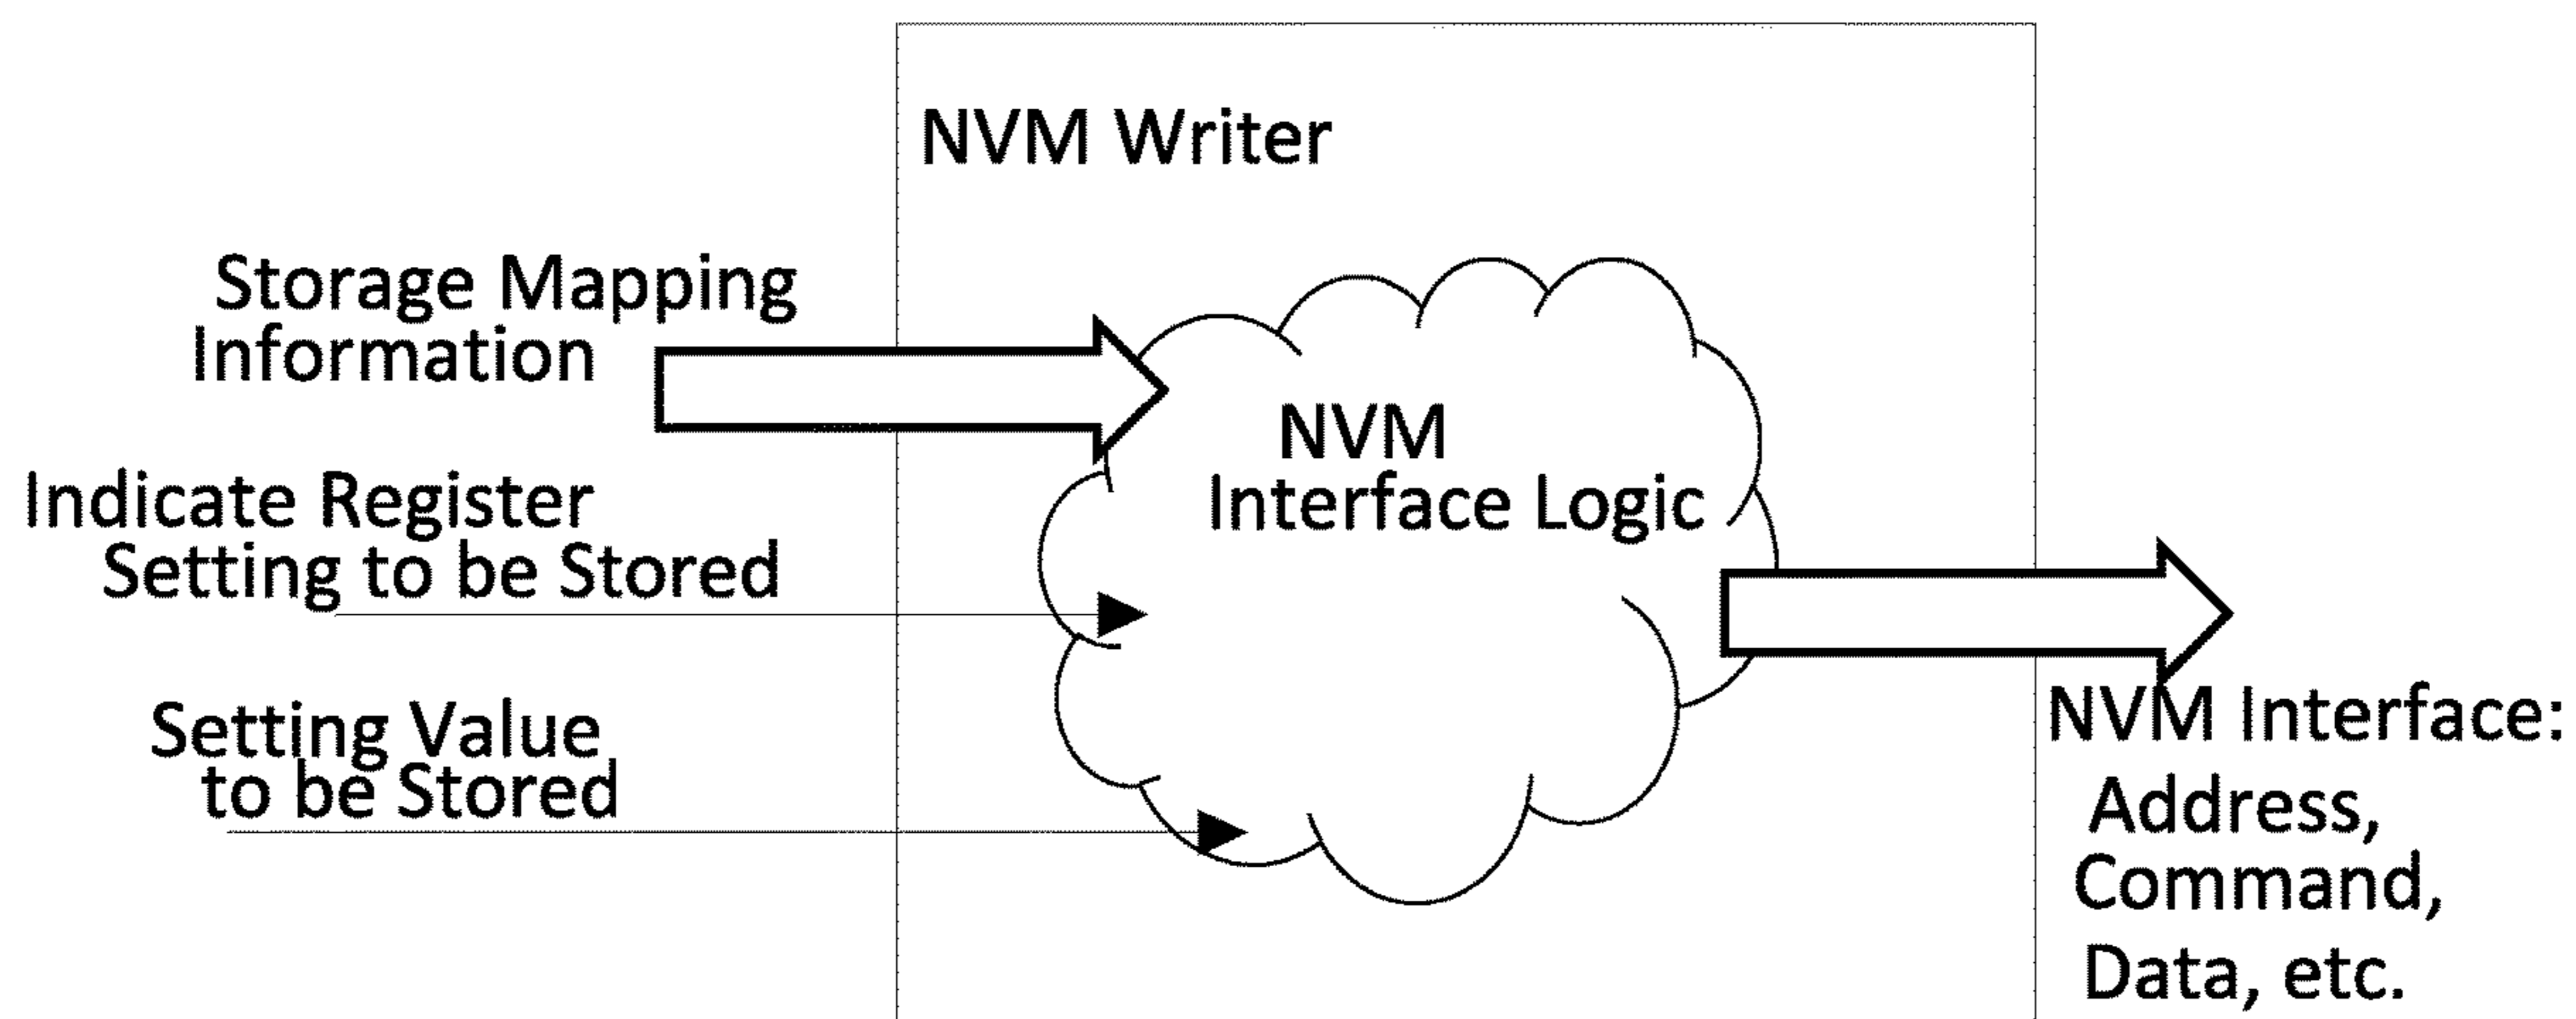 NVM Writer
Storage Mapping
Information
NVM
Interface Logic
Indicate Register
Setting to be Stored
Setting Value
to be Stored
NVM Interface:
Address,
Command,
Data, etc.